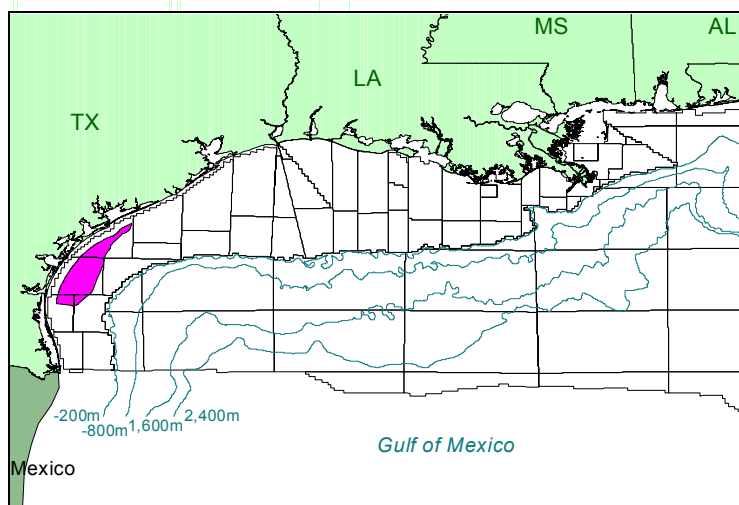 MS
AL
LA
TX
-200m
-800m
1,600m
2,400m
Gulf of Mexico
Mexico